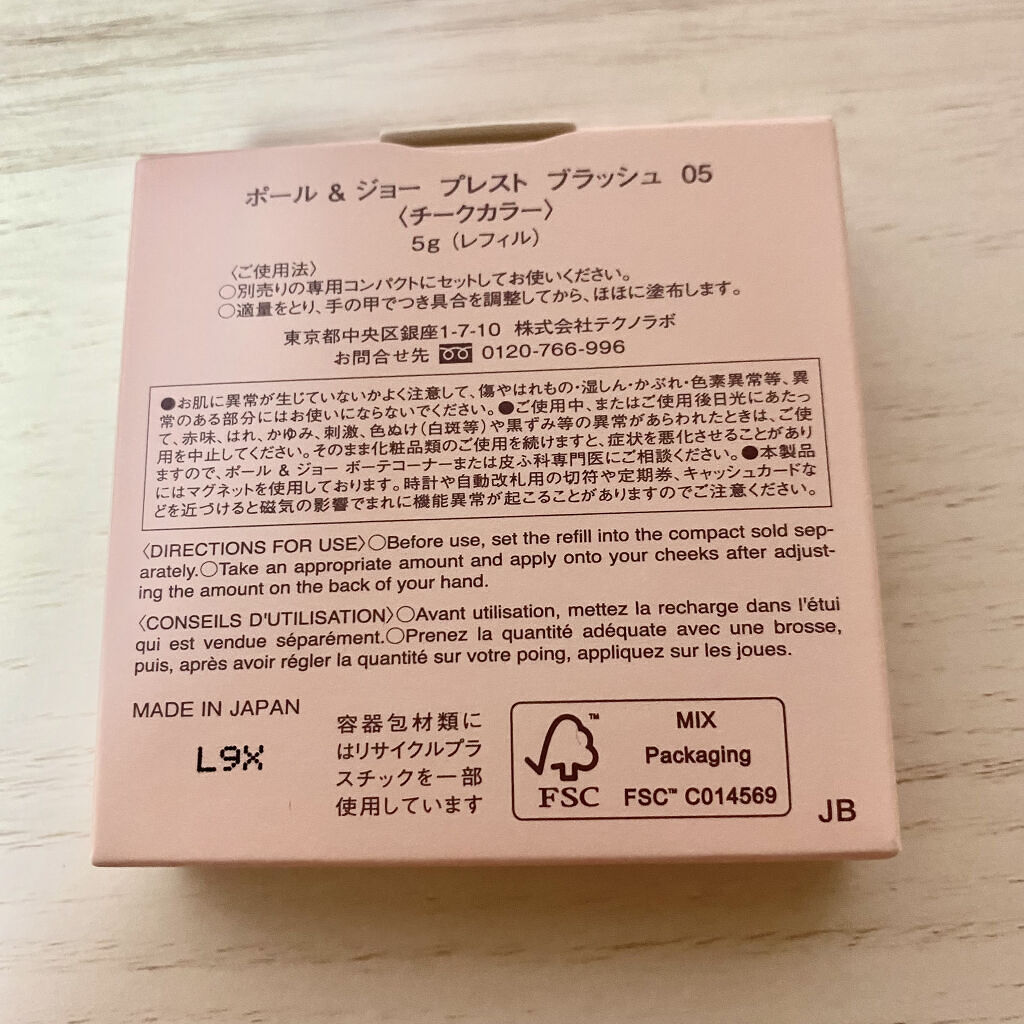 ポール & ジョー プレスト ブラッシュ 05
〈チークカラー〉
5g（レフィル）
〈ご使用法〉
○別売りの専用コンパクトにセットしてお使いください。
○適量をとり、手の甲でつき具合を調整してから、ほほに塗布します。
東京都中央区銀座1-7-10 株式会社テクノラボ
お問合せ先 0120-766-996
●お肌に異常が生じていないかよく注意して、傷やはれもの・湿しん・かぶれ・色素異常等、異
常のある部分にはお使いにならないでください。●ご使用中、またはご使用後日光にあたっ
て、赤味、はれ、かゆみ、刺激、色ぬけ（白斑等）や黒ずみ等の異常があらわれたときは、ご使
用を中止してください。そのまま化粧品類のご使用を続けますと、症状を悪化させることがあり
ますので、ポール & ジョー ボーテコーナーまたは皮ふ科専門医にご相談ください。●本製品
にはマグネットを使用しております。時計や自動改札用の切符や定期券、キャッシュカードな
どを近づけると磁気の影響でまれに機能異常が起こることがありますのでご注意ください。
〈DIRECTIONS FOR USE〉○Before use, set the refill into the compact sold sep-
arately.○Take an appropriate amount and apply onto your cheeks after adjust-
ing the amount on the back of your hand.
〈CONSEILS D'UTILISATION〉○Avant utilisation, mettez la recharge dans l'étui
qui est vendue séparément.○Prenez la quantité adéquate avec une brosse,
puis, après avoir régler la quantité sur votre poing, appliquez sur les joues.
MADE IN JAPAN
L9X
容器包材類に
はリサイクルプラ
スチックを一部
使用しています
™
FSC
MIX
Packaging
FSC™ C014569
JB